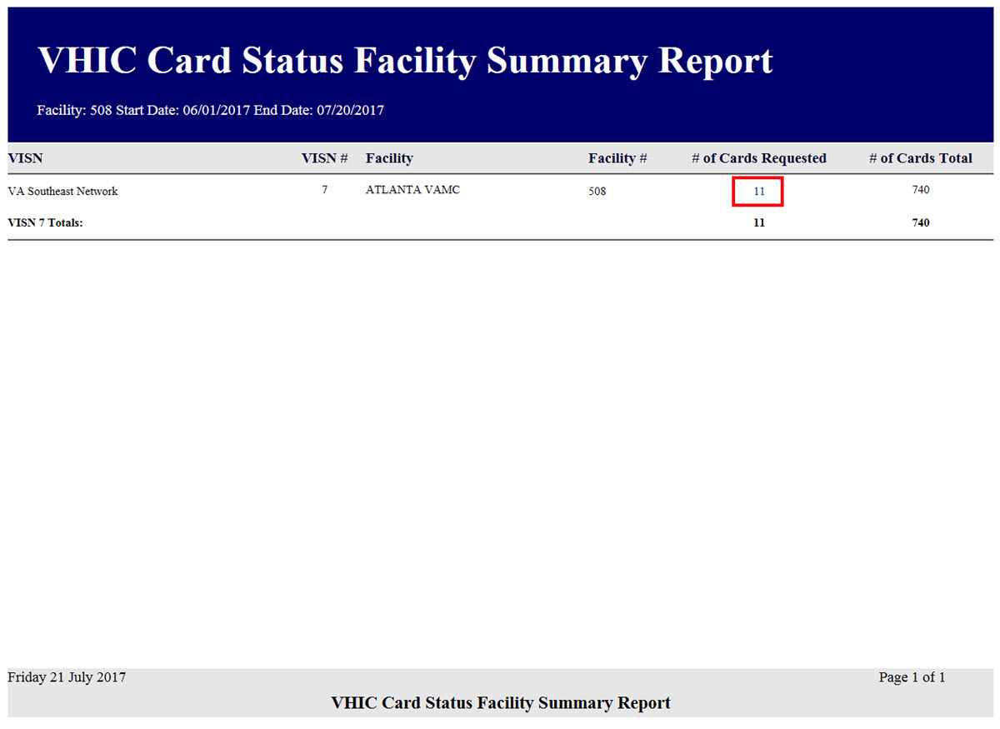 VHIC Card Status Facility Summary Report
Facility: 508 Start Date: 06/01/2017 End Date: 07/20/2017
VISN VISN # Facility Facility # # of Cards Requested # of Cards Total
VA Southeast Network 7 ATLANTA VAMC 508 11 740
VISN 7 Totals: 11 740
Friday 21 July 2017 Page 1 of 1
VHIC Card Status Facility Summary Report